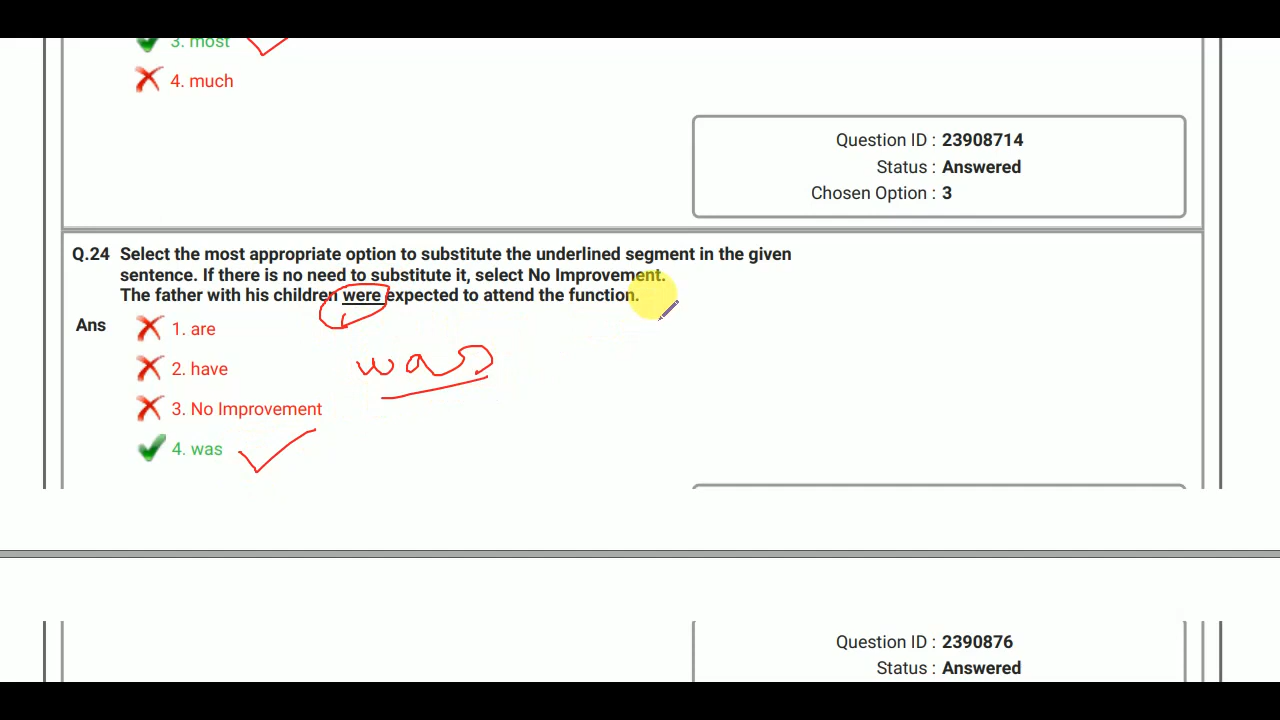 3. most
4. much
Question ID : 23908714
Status : Answered
Chosen Option : 3
Q.24 Select the most appropriate option to substitute the underlined segment in the given
sentence. If there is no need to substitute it, select No Improvement.
The father with his children were expected to attend the function.
Ans 1. are
2. have
was
3. No Improvement
4. was
Question ID : 2390876
Status : Answered